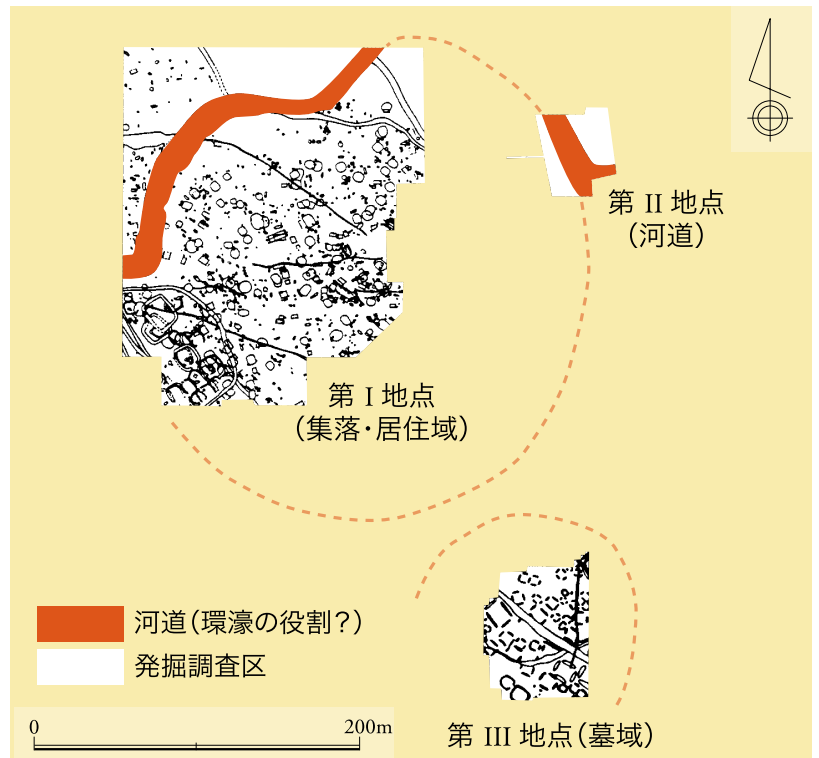 第 II 地点
（河道）
第 I 地点
（集落・居住域）
河道（環濠の役割？）
発掘調査区
0 200m
第 III 地点（墓域）